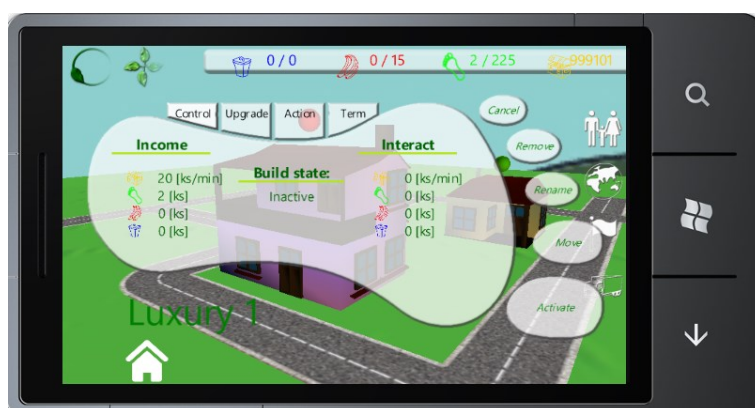 0 / 0
0 / 15
2 / 225
999101
Control
Upgrade
Action
Term
Cancel
Income
Interact
Remove
20 [ks/min]
2 [ks]
0 [ks]
0 [ks]
Build state:
Inactive
0 [ks/min]
0 [ks]
0 [ks]
0 [ks]
Rename
Move
Activate
Luxury 1